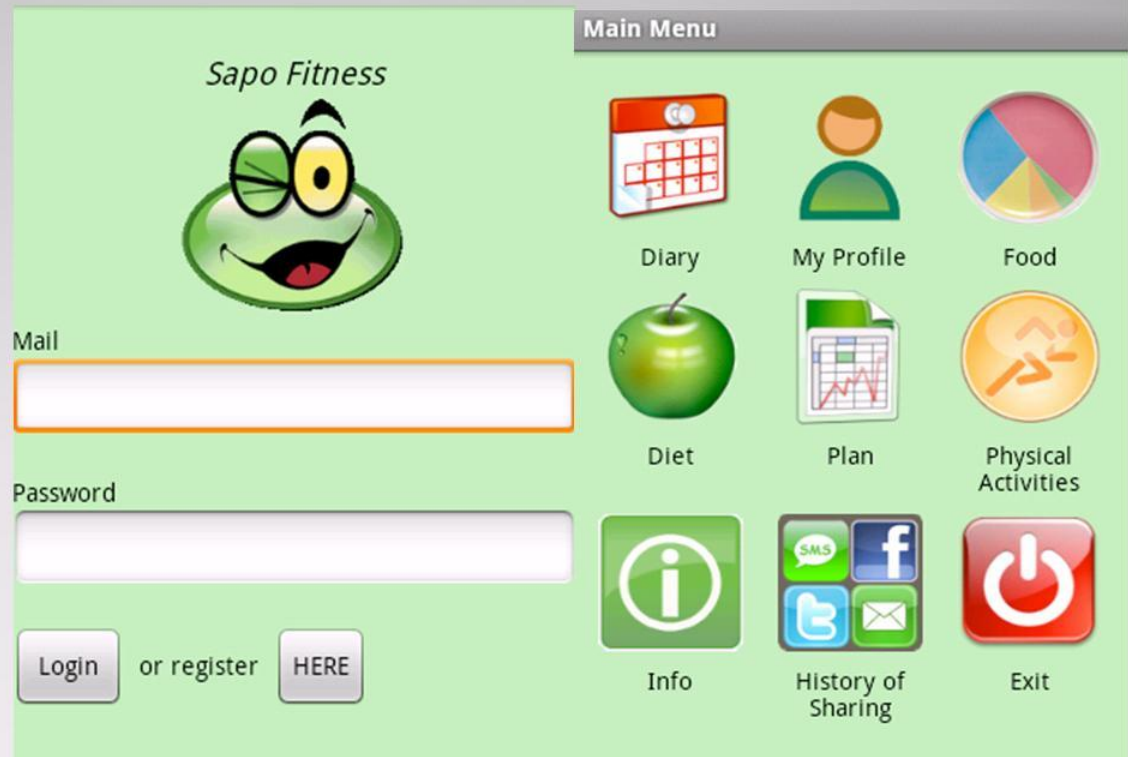 Sapo Fitness
Mail
Password
Login or register HERE
Main Menu
Diary My Profile Food
Diet Plan Physical
Activities
Info History of
Sharing Exit
SMS
f
t